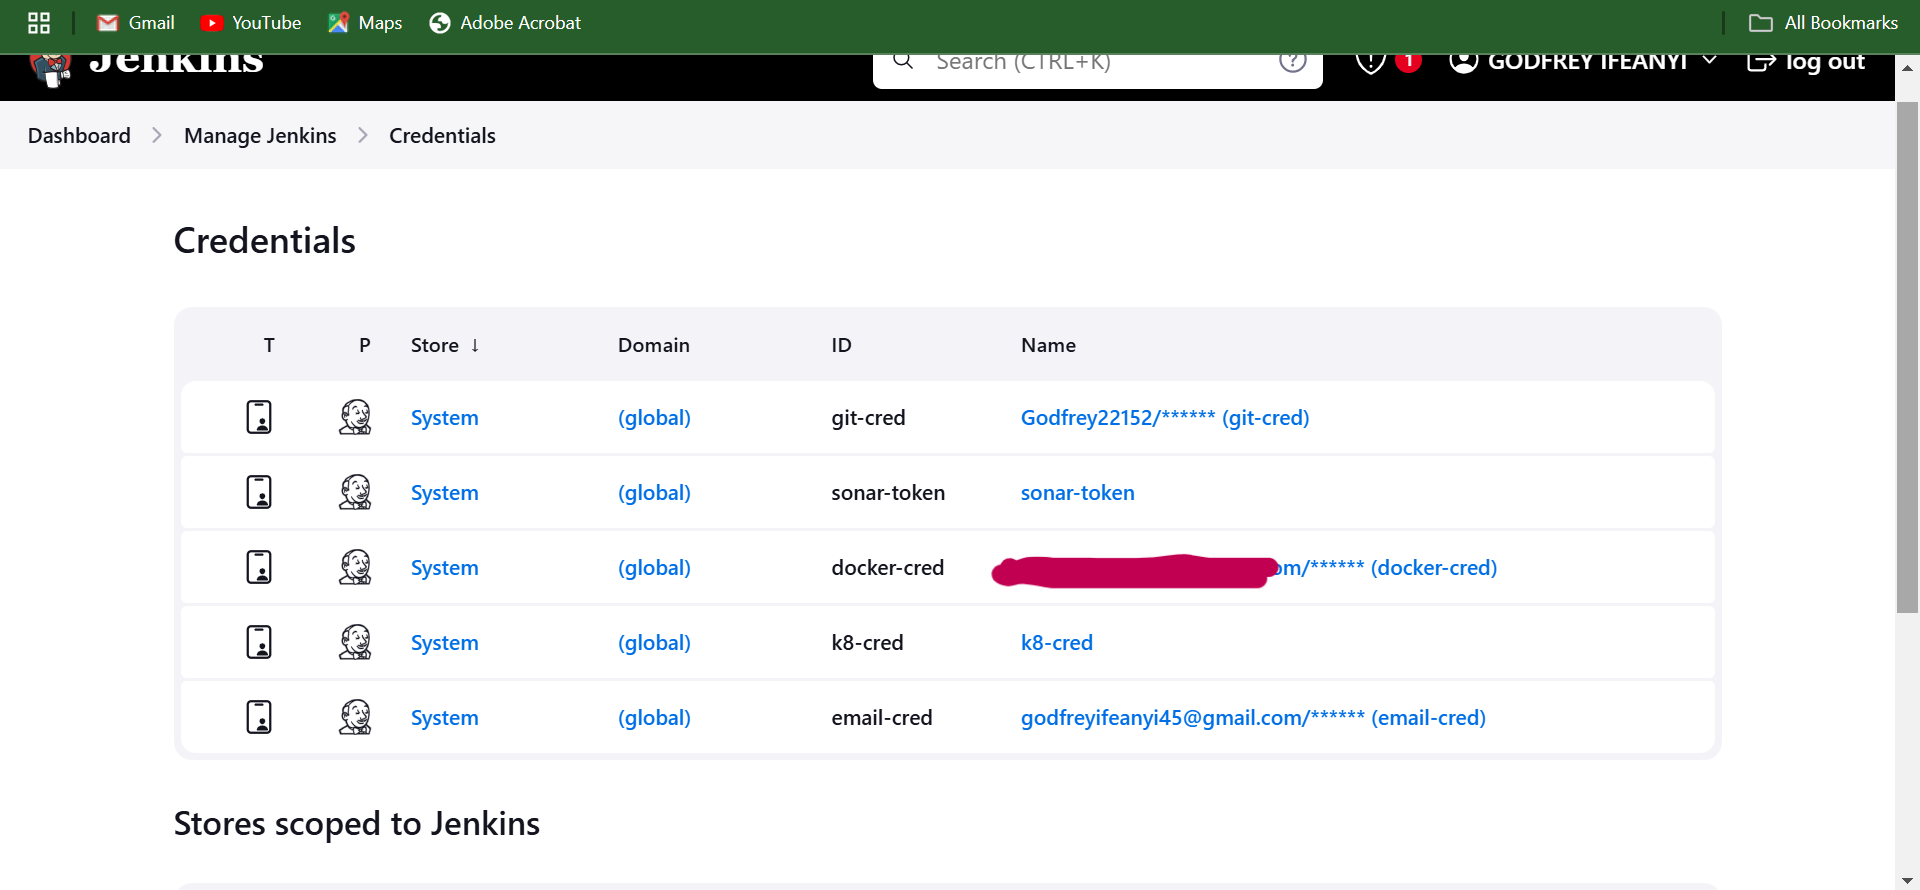 Gmail YouTube Maps Adobe Acrobat All Bookmarks
Jenkins Search (CTRL+K) 1 GODFREY IFEANYI log out
Dashboard Manage Jenkins Credentials
Credentials
T P Store ↓ Domain ID Name
System (global) git-cred Godfrey22152/****** (git-cred)
System (global) sonar-token sonar-token
System (global) docker-cred om/****** (docker-cred)
System (global) k8-cred k8-cred
System (global) email-cred godfreyifeanyi45@gmail.com/****** (email-cred)
Stores scoped to Jenkins